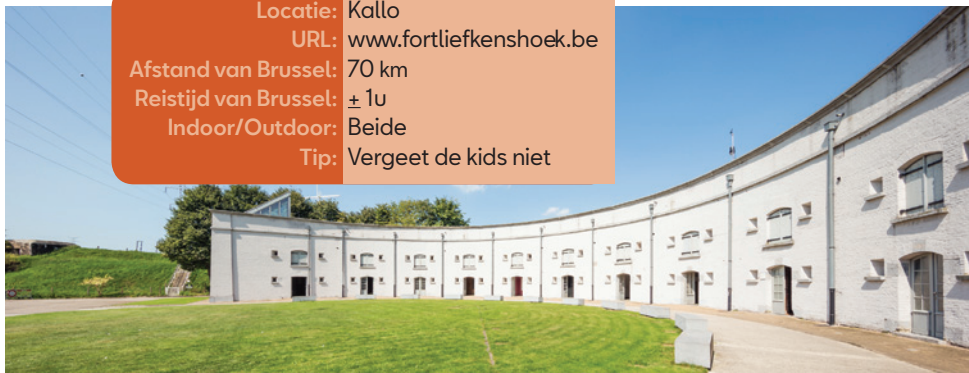 Locatie: Kallo
URL: www.fortliefkenshoek.be
Afstand van Brussel: 70 km
Reistijd van Brussel: ± 1u
Indoor/Outdoor: Beide
Tip: Vergeet de kids niet